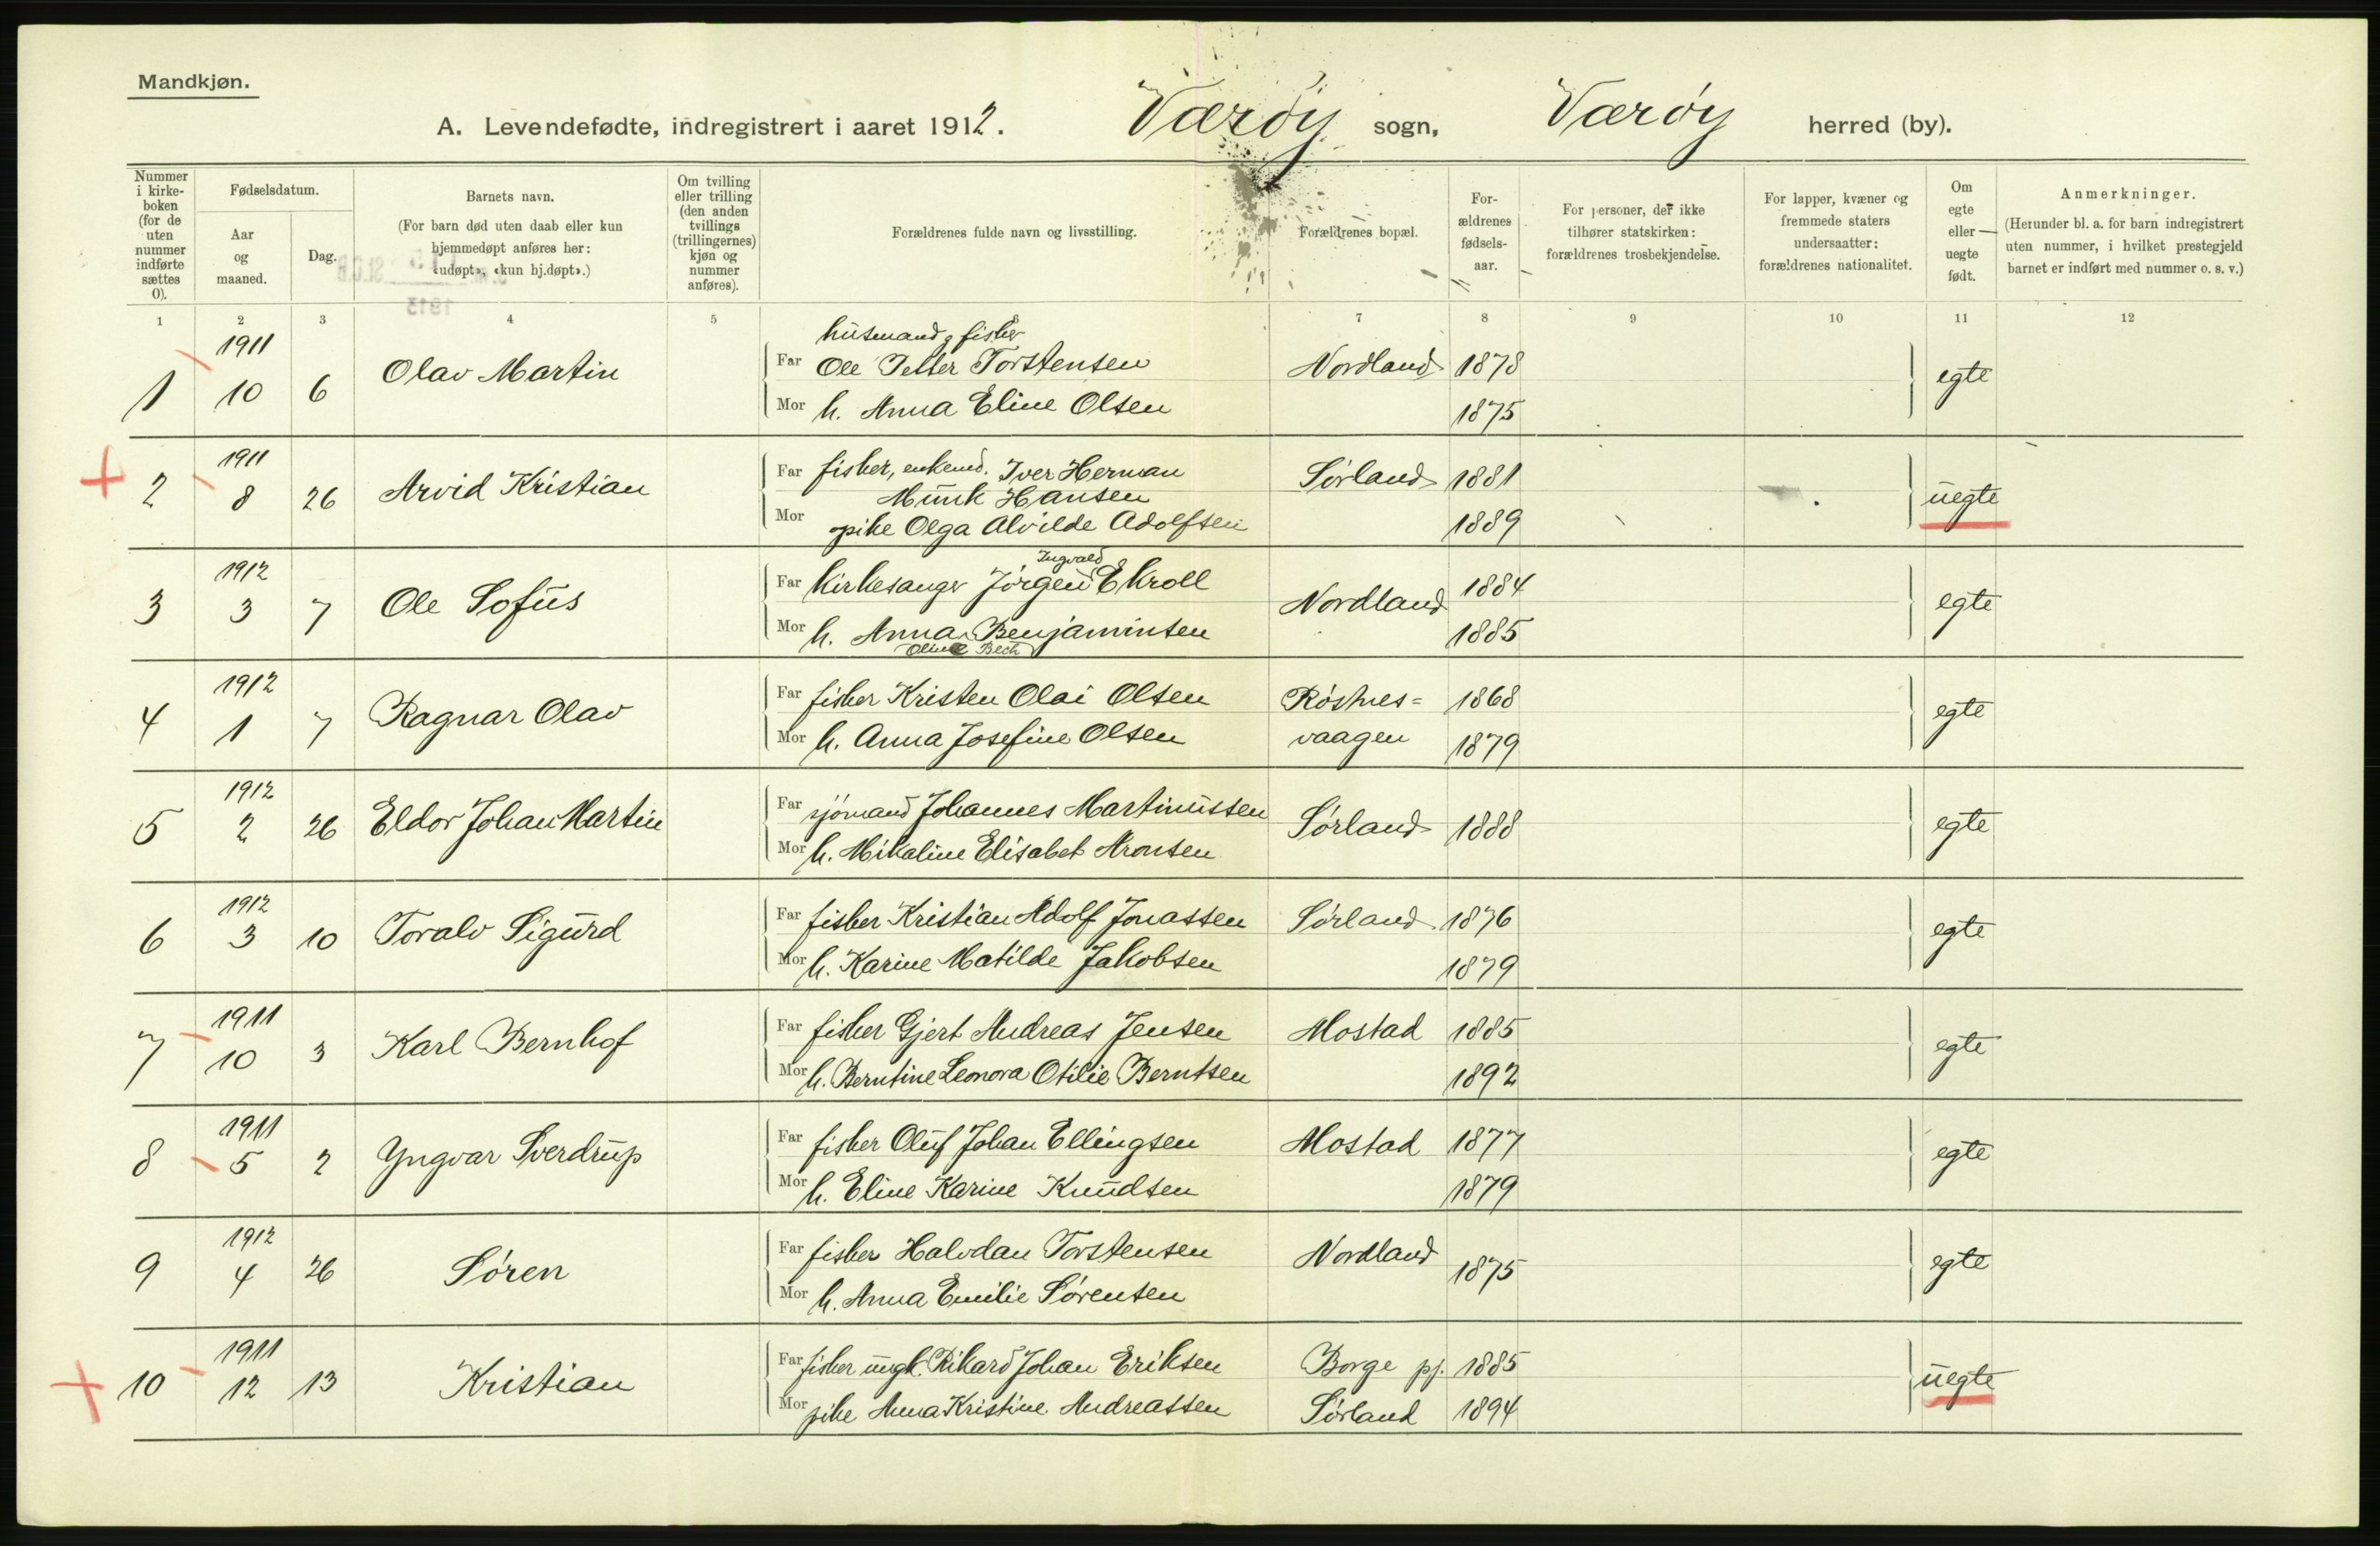 Mandkjøn.
A. Levendefødte, indregistrert i aaret 1912. Værøy sogn, Værøy herred (by).
Nummer i kirke-boken (for de uten nummer indførte sættes 0).
Fødselsdatum.
Aar og maaned.
Dag.
Barnets navn.
(For barn død uten daab eller kun hjemmedøpt anføres her: «udøpt», «kun hj.døpt».)
Om tvilling eller trilling (den anden tvillings (trillingernes) kjøn og nummer anføres).
Forældrenes fulde navn og livsstilling.
Forældrenes bopæl.
For-ældrenes fødsels-aar.
For personer, der ikke tilhører statskirken: forældrenes trosbekjendelse.
For lapper, kvæner og fremmede staters undersaatter: forældrenes nationalitet.
Om egte eller uegte født.
Anmerkninger.
(Herunder bl. a. for barn indregistrert uten nummer, i hvilket prestegjeld barnet er indført med nummer o. s. v.)
1913
1 2 3 4 5 7 8 9 10 11 12
1 1911 10 6 Olav Martin
husmand g fisker
Far Ole Petter Torstensen Nordland 1878 egte
Mor h. Anna Eline Olsen 1875
2 1911 8 26 Arvid Kristian
Far fisker, enkemd. Iver Herman Sørland 1881 uegte
Munk Hansen
Mor pike Olga Alvilde Adolfsen 1889
3 1912 3 7 Ole Sofus
Ingvald
Far kirkesanger Jørgen Ekroll Nordland 1884 egte
Mor h. Anna Benjaminsen 1885
Oline Bech
4 1912 1 7 Ragnar Olav
Far fisker Kristen Olai Olsen Røstnes= 1868 egte
Mor h. Anna Josefine Olsen vaagen 1879
5 1912 2 26 Eldor Johan Martin
Far sjømand Johannes Martinussen Sørland 1888 egte
Mor h. Mikaline Elisabet Aronsen
6 1912 3 10 Toralv Sigurd
Far fisker Kristian Adolf Jonassen Sørland 1876 egte
Mor h. Karine Matilde Jakobsen 1879
7 1911 10 3 Karl Bernhof
Far fisker Gjert Andreas Jensen Mostad 1885 egte
Mor h. Berntine Leonora Otilie Berntsen 1892
8 1911 5 2 Yngvar Sverdrup
Far fisker Oluf Johan Ellingsen Mostad 1877 egte
Mor h. Eline Karine Knudsen 1879
9 1912 4 26 Søren
Far fisker Halvdan Torstensen Nordland 1875 egte
Mor h. Anna Emilie Sørensen
10 1911 12 13 Kristian
Far fisker ungk. Rikard Johan Eriksen Borge pj. 1885 uegte
Mor pike Anna Kristine Andreassen Sørland 1894